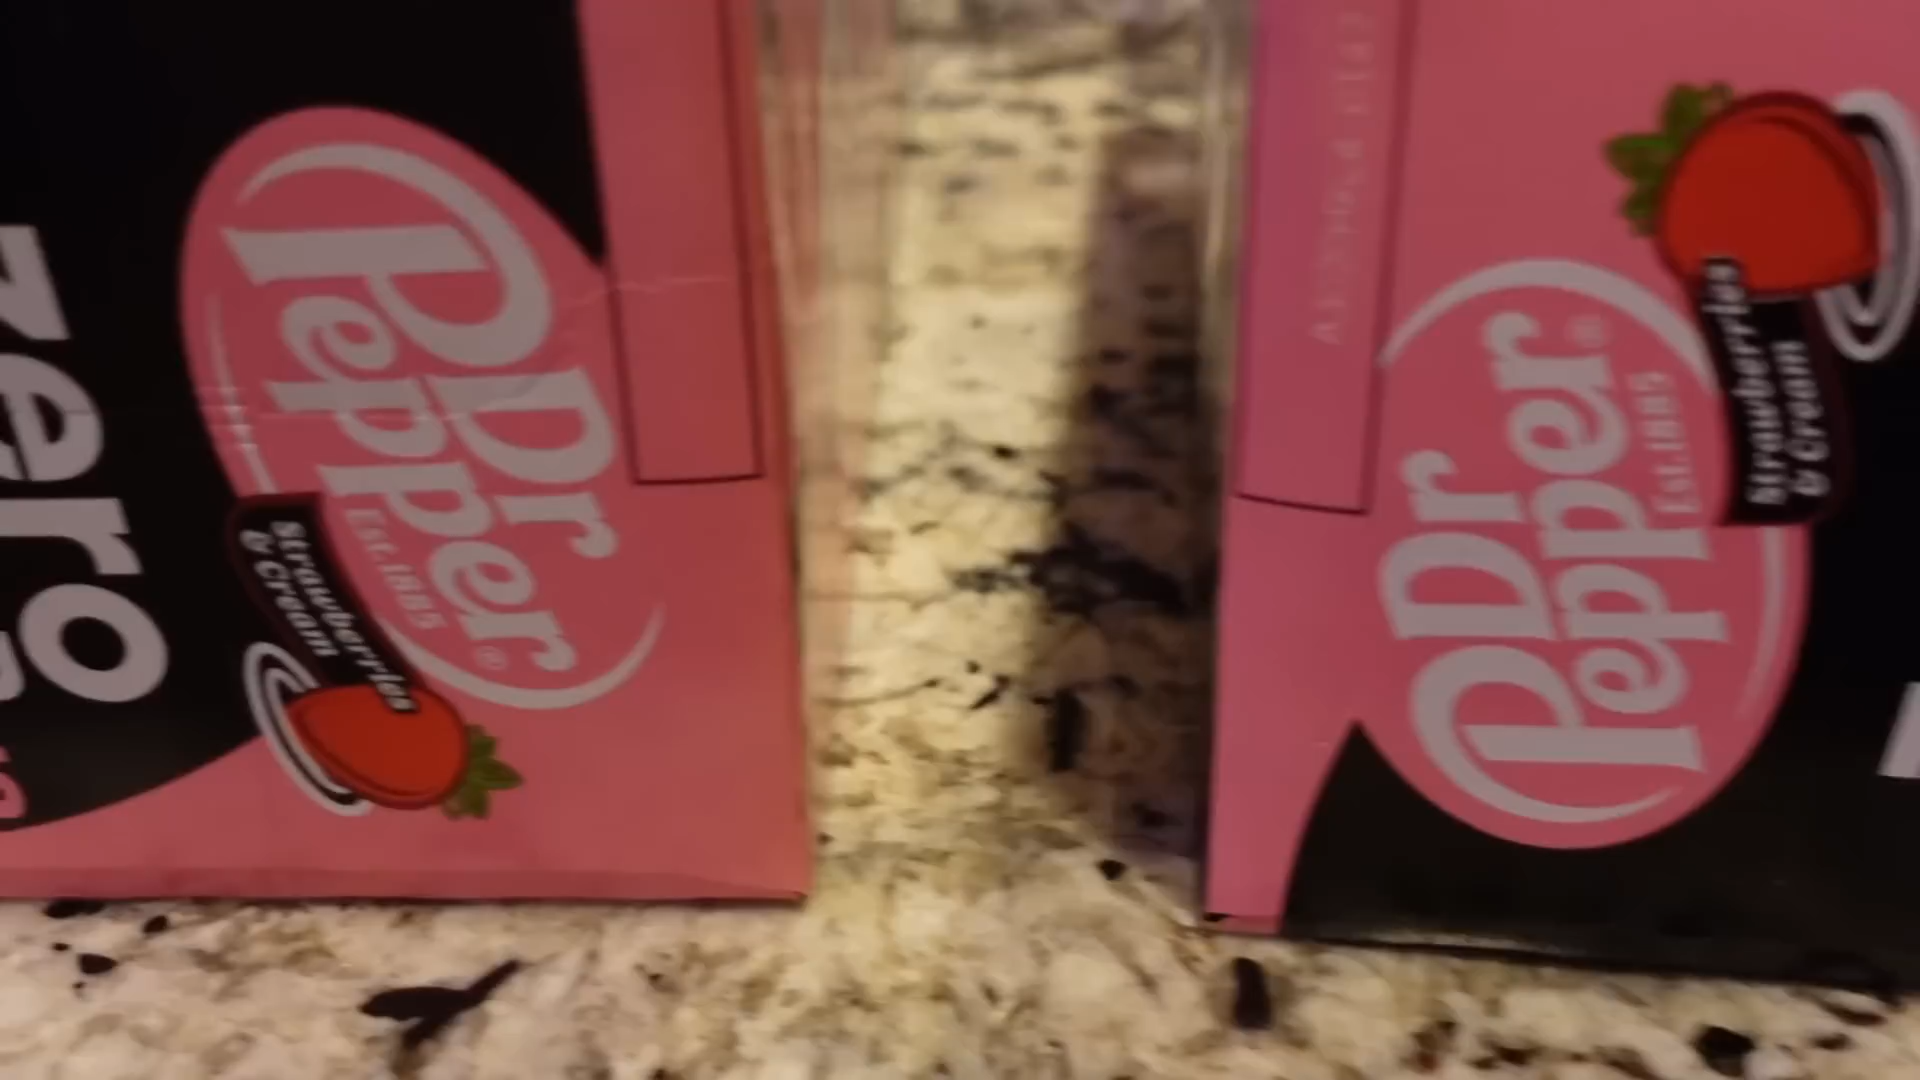 zero
Dr
Pepper
Est.1885
Strawberries
& Cream
Dr
Pepper
Est.1885
Strawberries
& Cream